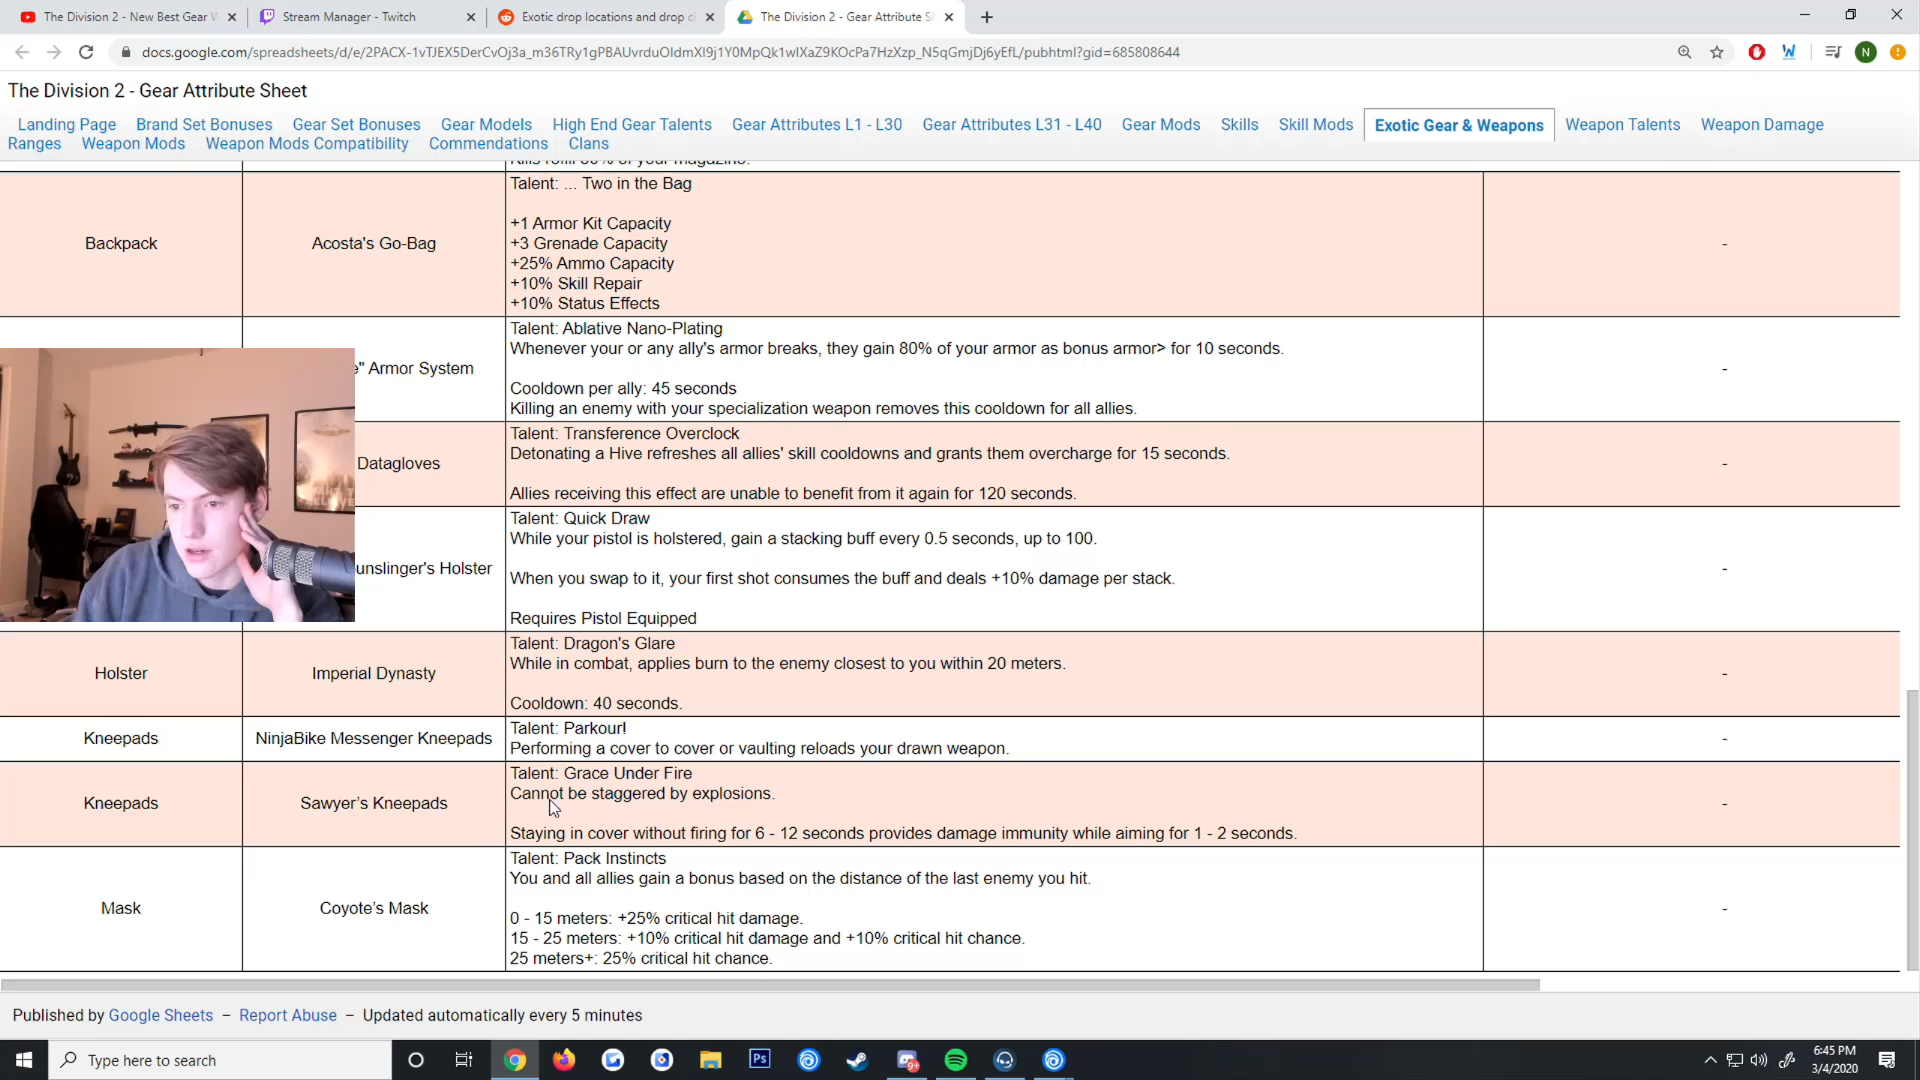 The Division 2 - New Best Gear
Stream Manager - Twitch
Exotic drop locations and drop
The Division 2 - Gear Attribute S
docs.google.com/spreadsheets/d/e/2PACX-1vTJEX5DerCvOj3a_m36TRy1gPBAUvrduOIdmXl9j1Y0MpQk1wlXaZ9KOcPa7HzXzp_N5qGmjDj6yEfL/pubhtml?gid=685808644
N
The Division 2 - Gear Attribute Sheet
Landing Page Brand Set Bonuses Gear Set Bonuses Gear Models High End Gear Talents Gear Attributes L1 - L30 Gear Attributes L31 - L40 Gear Mods Skills Skill Mods Exotic Gear & Weapons Weapon Talents Weapon Damage
Ranges Weapon Mods Weapon Mods Compatibility Commendations Clans
Kills refill 30% of your magazine.
Backpack
Acosta's Go-Bag
Talent: ... Two in the Bag
+1 Armor Kit Capacity
+3 Grenade Capacity
+25% Ammo Capacity
+10% Skill Repair
+10% Status Effects
-
e" Armor System
Talent: Ablative Nano-Plating
Whenever your or any ally's armor breaks, they gain 80% of your armor as bonus armor> for 10 seconds.
Cooldown per ally: 45 seconds
Killing an enemy with your specialization weapon removes this cooldown for all allies.
-
Datagloves
Talent: Transference Overclock
Detonating a Hive refreshes all allies' skill cooldowns and grants them overcharge for 15 seconds.
Allies receiving this effect are unable to benefit from it again for 120 seconds.
-
unslinger's Holster
Talent: Quick Draw
While your pistol is holstered, gain a stacking buff every 0.5 seconds, up to 100.
When you swap to it, your first shot consumes the buff and deals +10% damage per stack.
Requires Pistol Equipped
-
Holster
Imperial Dynasty
Talent: Dragon's Glare
While in combat, applies burn to the enemy closest to you within 20 meters.
Cooldown: 40 seconds.
-
Kneepads
NinjaBike Messenger Kneepads
Talent: Parkour!
Performing a cover to cover or vaulting reloads your drawn weapon.
-
Kneepads
Sawyer's Kneepads
Talent: Grace Under Fire
Cannot be staggered by explosions.
Staying in cover without firing for 6 - 12 seconds provides damage immunity while aiming for 1 - 2 seconds.
-
Mask
Coyote's Mask
Talent: Pack Instincts
You and all allies gain a bonus based on the distance of the last enemy you hit.
0 - 15 meters: +25% critical hit damage.
15 - 25 meters: +10% critical hit damage and +10% critical hit chance.
25 meters+: 25% critical hit chance.
-
Published by Google Sheets – Report Abuse – Updated automatically every 5 minutes
Type here to search
Ps
9+
6:45 PM
3/4/2020